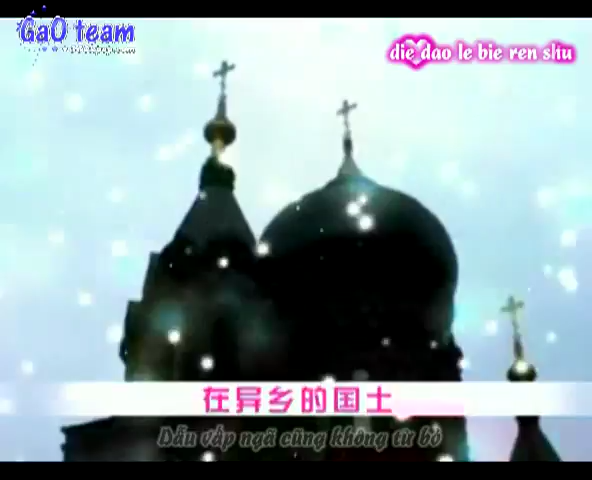 GaO team
die dao le bie ren shu
在异乡的国土
Dẫu vấp ngã cũng không từ bỏ